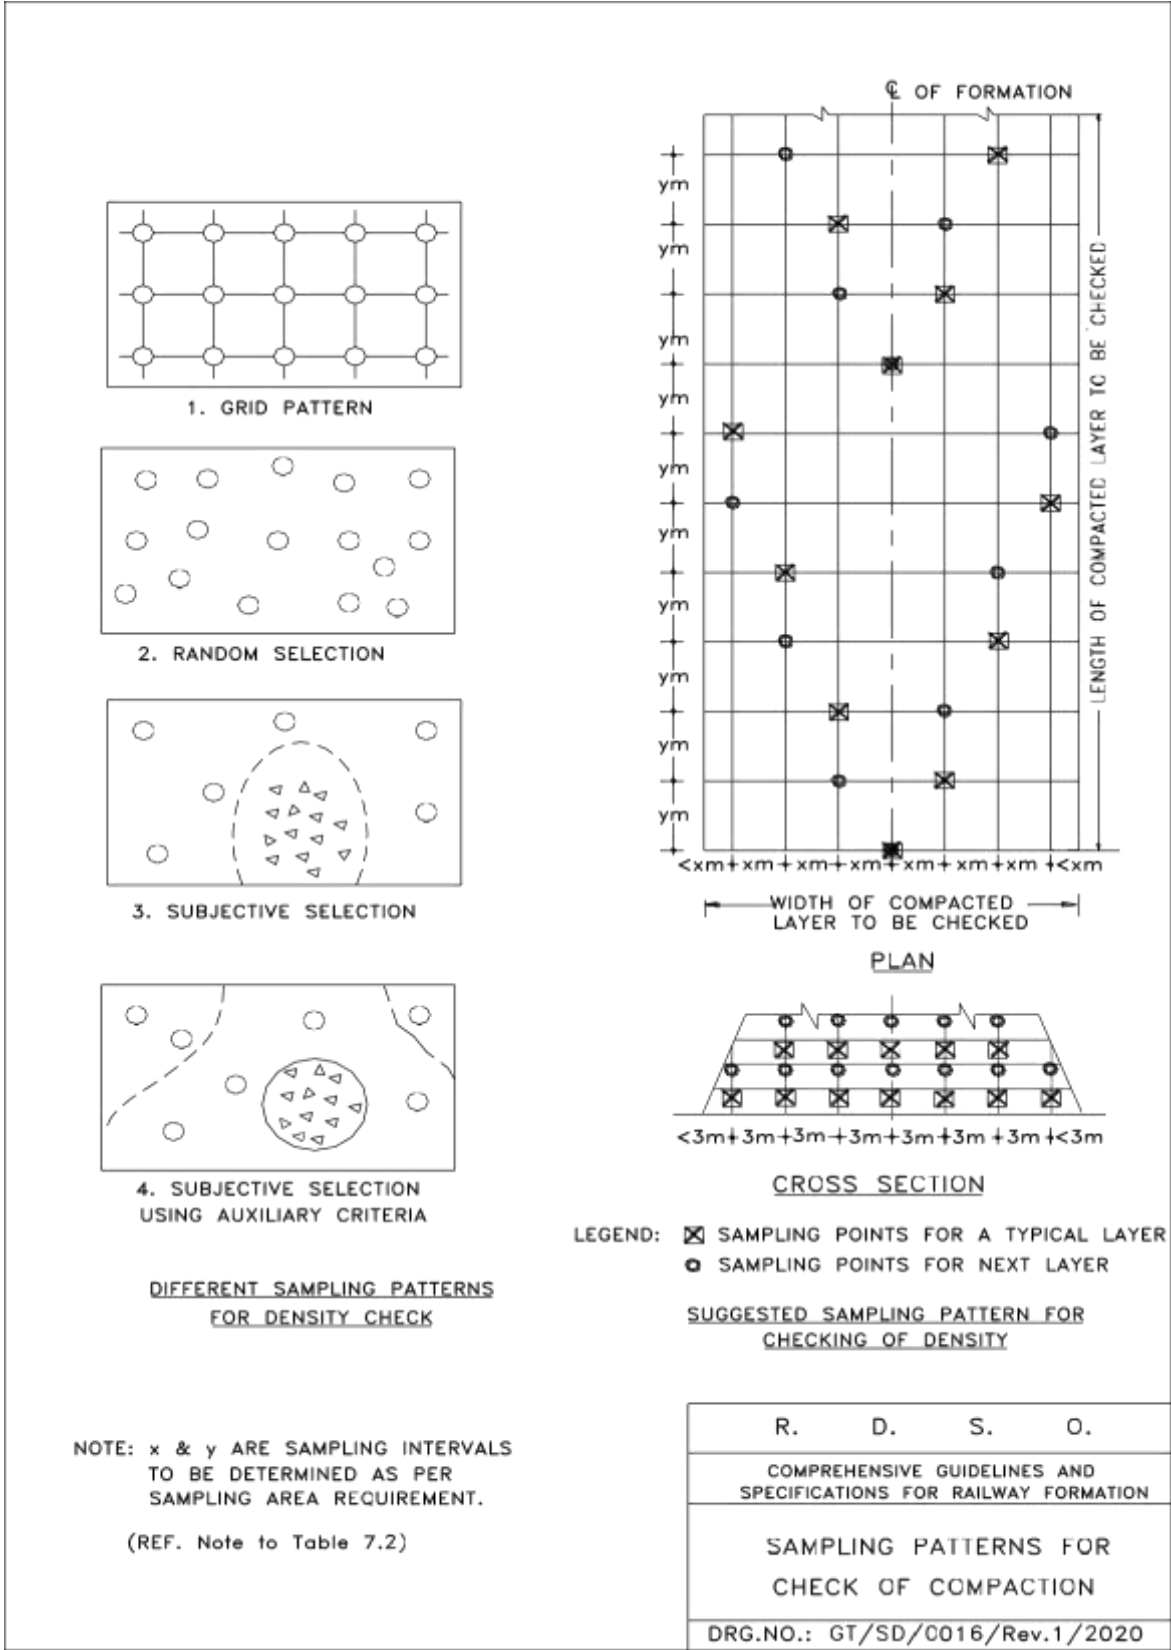 1. GRID PATTERN
2. RANDOM SELECTION
3. SUBJECTIVE SELECTION
4. SUBJECTIVE SELECTION
USING AUXILIARY CRITERIA
DIFFERENT SAMPLING PATTERNS
FOR DENSITY CHECK
℄ OF FORMATION
ym
ym
ym
ym
ym
ym
ym
ym
ym
ym
LENGTH OF COMPACTED LAYER TO BE CHECKED
<xm xm xm xm xm xm xm <xm
WIDTH OF COMPACTED
LAYER TO BE CHECKED
PLAN
<3m 3m 3m 3m 3m 3m 3m <3m
CROSS SECTION
LEGEND: SAMPLING POINTS FOR A TYPICAL LAYER
SAMPLING POINTS FOR NEXT LAYER
SUGGESTED SAMPLING PATTERN FOR
CHECKING OF DENSITY
NOTE: x & y ARE SAMPLING INTERVALS
TO BE DETERMINED AS PER
SAMPLING AREA REQUIREMENT.
(REF. Note to Table 7.2)
R. D. S. O.
COMPREHENSIVE GUIDELINES AND
SPECIFICATIONS FOR RAILWAY FORMATION
SAMPLING PATTERNS FOR
CHECK OF COMPACTION
DRG.NO.: GT/SD/0016/Rev.1/2020